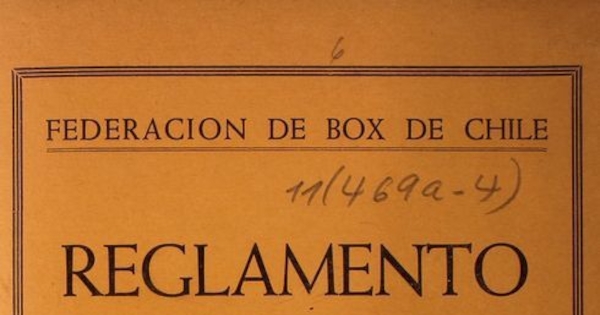 6
FEDERACION DE BOX DE CHILE
11(469a-4)
REGLAMENTO